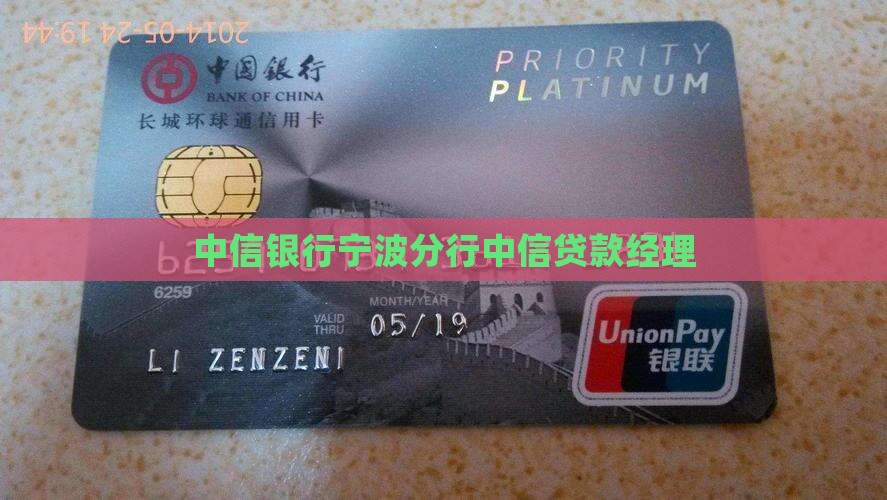 2014-05-24 19:44
中国银行
BANK OF CHINA
长城环球通信用卡
PRIORITY
PLATINUM
中信银行宁波分行中信贷款经理
6259
MONTH/YEAR
VALID
THRU
05/19
LI ZENZENI
UnionPay
银联